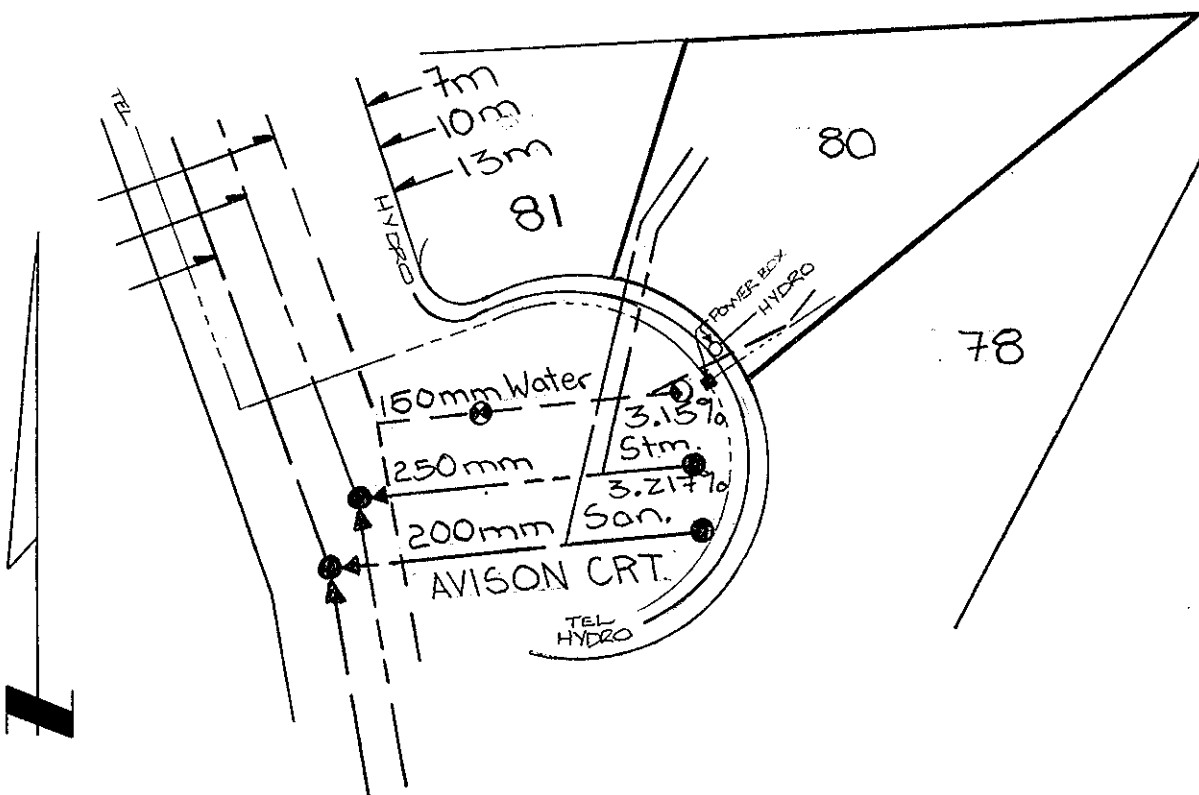 TEL
7m
10m
13m
HYDRO
81
80
78
POWER BOX
HYDRO
150mm Water
3.15%
Stm.
250mm
3.217%
San.
200mm
AVISON CRT.
TEL
HYDRO
N